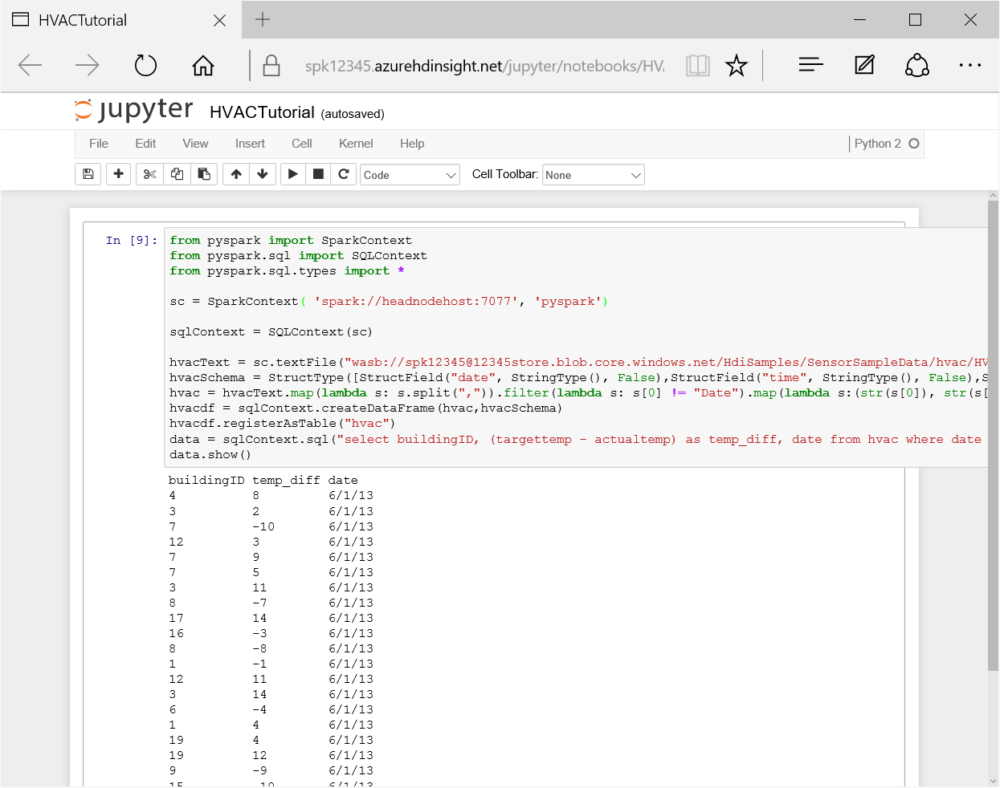 HVACTutorial
spk12345.azurehdinsight.net/jupyter/notebooks/HVA
jupyter HVACTutorial (autosaved)
File Edit View Insert Cell Kernel Help Python 2
Code Cell Toolbar: None
In [9]: from pyspark import SparkContext
from pyspark.sql import SQLContext
from pyspark.sql.types import *
sc = SparkContext( 'spark://headnodehost:7077', 'pyspark')
sqlContext = SQLContext(sc)
hvacText = sc.textFile("wasb://spk12345@12345store.blob.core.windows.net/HdiSamples/SensorSampleData/hvac/HV
hvacSchema = StructType([StructField("date", StringType(), False),StructField("time", StringType(), False),S
hvac = hvacText.map(lambda s: s.split(",")).filter(lambda s: s[0] != "Date").map(lambda s:(str(s[0]), str(s[
hvacdf = sqlContext.createDataFrame(hvac,hvacSchema)
hvacdf.registerAsTable("hvac")
data = sqlContext.sql("select buildingID, (targettemp - actualtemp) as temp_diff, date from hvac where date
data.show()
buildingID temp_diff date
4 8 6/1/13
3 2 6/1/13
7 -10 6/1/13
12 3 6/1/13
7 9 6/1/13
7 5 6/1/13
3 11 6/1/13
8 -7 6/1/13
17 14 6/1/13
16 -3 6/1/13
8 -8 6/1/13
1 -1 6/1/13
12 11 6/1/13
3 14 6/1/13
6 -4 6/1/13
1 4 6/1/13
19 4 6/1/13
19 12 6/1/13
9 -9 6/1/13